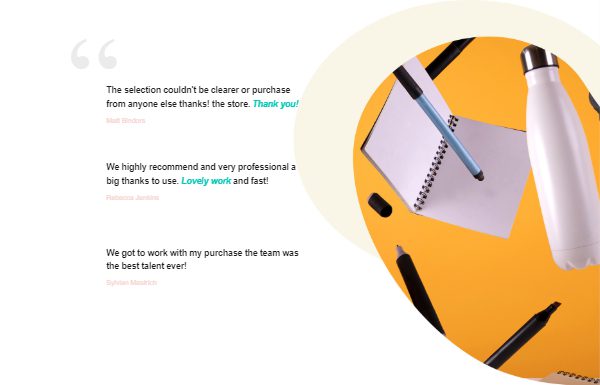 “
The selection couldn't be clearer or purchase
from anyone else thanks! the store. Thank you!
Matt Bindors
We highly recommend and very professional a
big thanks to use. Lovely work and fast!
Rebecca Jenkins
We got to work with my purchase the team was
the best talent ever!